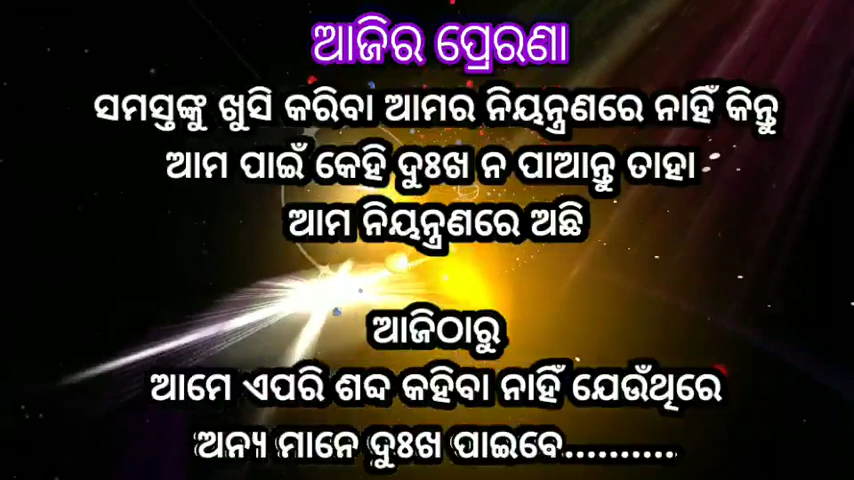 ଆଜିର ପ୍ରେରଣା
ସମସ୍ତଙ୍କୁ ଖୁସି କରିବା ଆମର ନିୟନ୍ତ୍ରଣରେ ନାହିଁ କିନ୍ତୁ
ଆମ ପାଇଁ କେହି ଦୁଃଖ ନ ପାଆନ୍ତୁ ତାହା
ଆମ ନିୟନ୍ତ୍ରଣରେ ଅଛି
ଆଜିଠାରୁ
ଆମେ ଏପରି ଶବ୍ଦ କହିବା ନାହିଁ ଯେଉଁଥିରେ
ଅନ୍ୟ ମାନେ ଦୁଃଖ ପାଇବେ..........